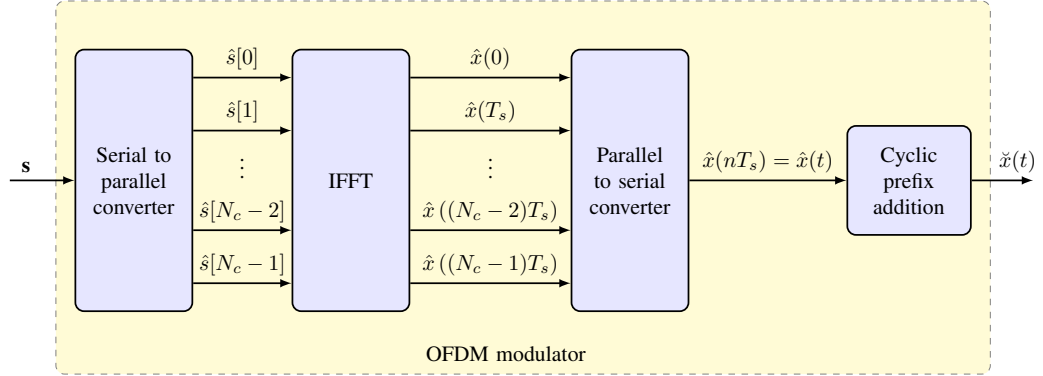 s
Serial to
parallel
converter
ŝ[0]
ŝ[1]
⋮
ŝ[N_c − 2]
ŝ[N_c − 1]
IFFT
x̂(0)
x̂(T_s)
⋮
x̂((N_c − 2)T_s)
x̂((N_c − 1)T_s)
Parallel
to serial
converter
x̂(nT_s) = x̂(t)
Cyclic
prefix
addition
x̆(t)
OFDM modulator